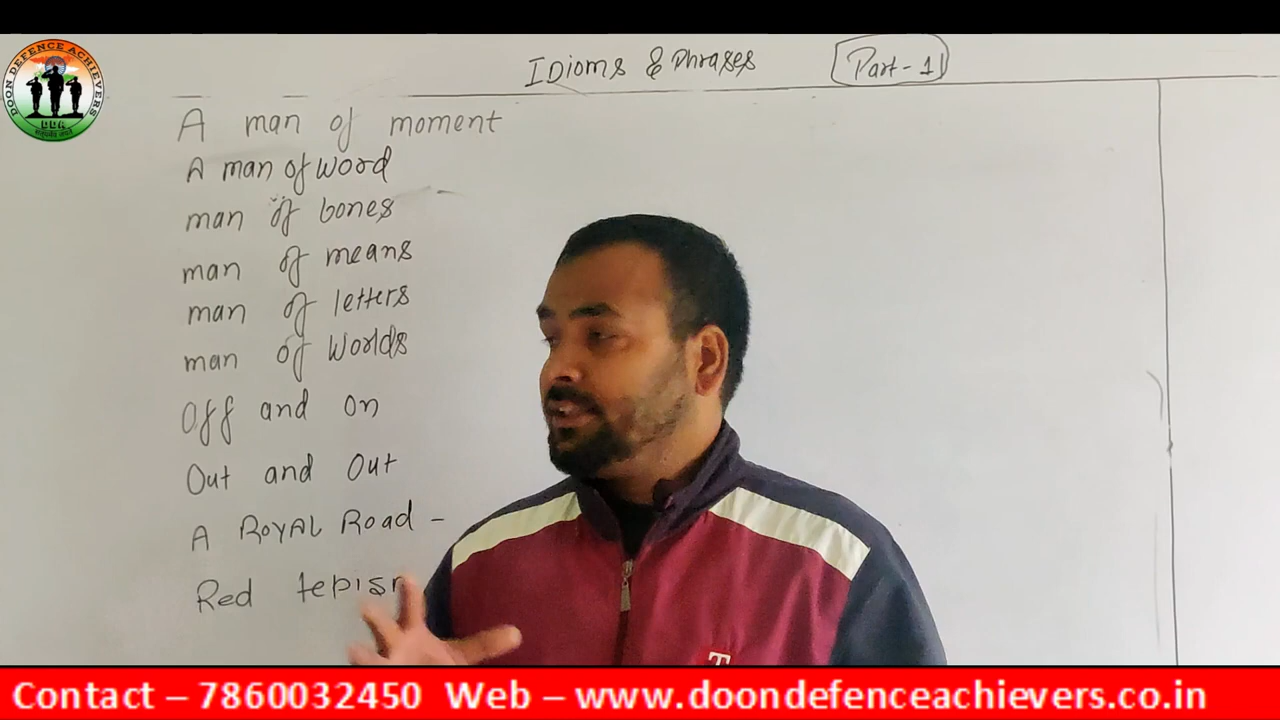 DOON DEFENCE ACHIEVERS
DDA
Idioms & Phrases
Part-1
A man of moment
A man of word
man of bones
man of means
man of letters
man of Worlds
Off and on
Out and Out
A ROYAL ROad -
Red
Contact – 7860032450 Web – www.doondefenceachievers.co.in